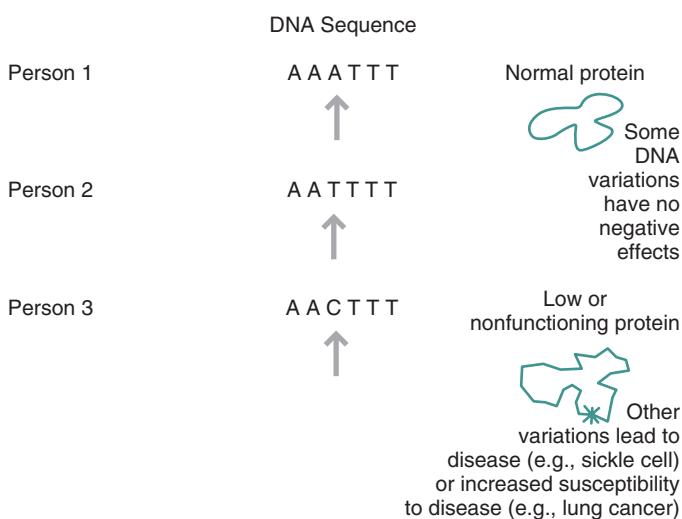 DNA Sequence
Person 1 A A A T T T Normal protein
Some
DNA
variations
have no
negative
effects
Person 2 A A T T T T
Person 3 A A C T T T Low or
nonfunctioning protein
Other
variations lead to
disease (e.g., sickle cell)
or increased susceptibility
to disease (e.g., lung cancer)